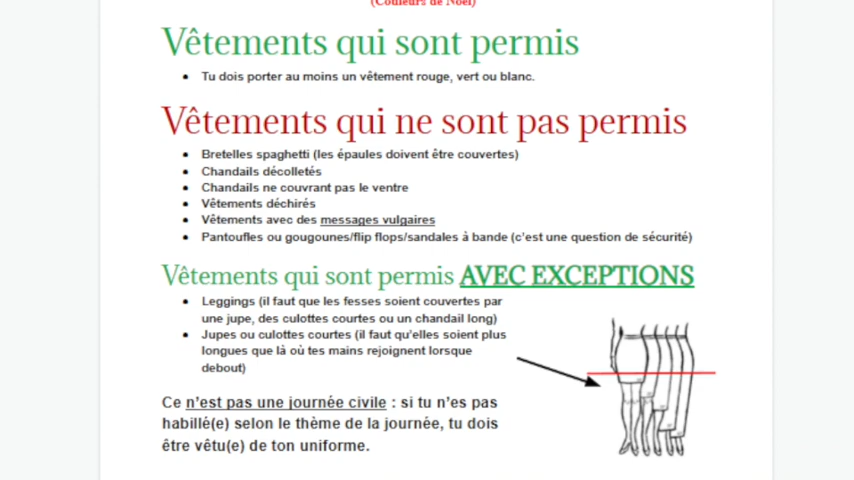 (Couleurs de Noël)
Vêtements qui sont permis
• Tu dois porter au moins un vêtement rouge, vert ou blanc.
Vêtements qui ne sont pas permis
• Bretelles spaghetti (les épaules doivent être couvertes)
• Chandails décolletés
• Chandails ne couvrant pas le ventre
• Vêtements déchirés
• Vêtements avec des messages vulgaires
• Pantoufles ou gougounes/flip flops/sandales à bande (c'est une question de sécurité)
Vêtements qui sont permis AVEC EXCEPTIONS
• Leggings (il faut que les fesses soient couvertes par
une jupe, des culottes courtes ou un chandail long)
• Jupes ou culottes courtes (il faut qu'elles soient plus
longues que là où tes mains rejoignent lorsque
debout)
Ce n'est pas une journée civile : si tu n'es pas
habillé(e) selon le thème de la journée, tu dois
être vêtu(e) de ton uniforme.